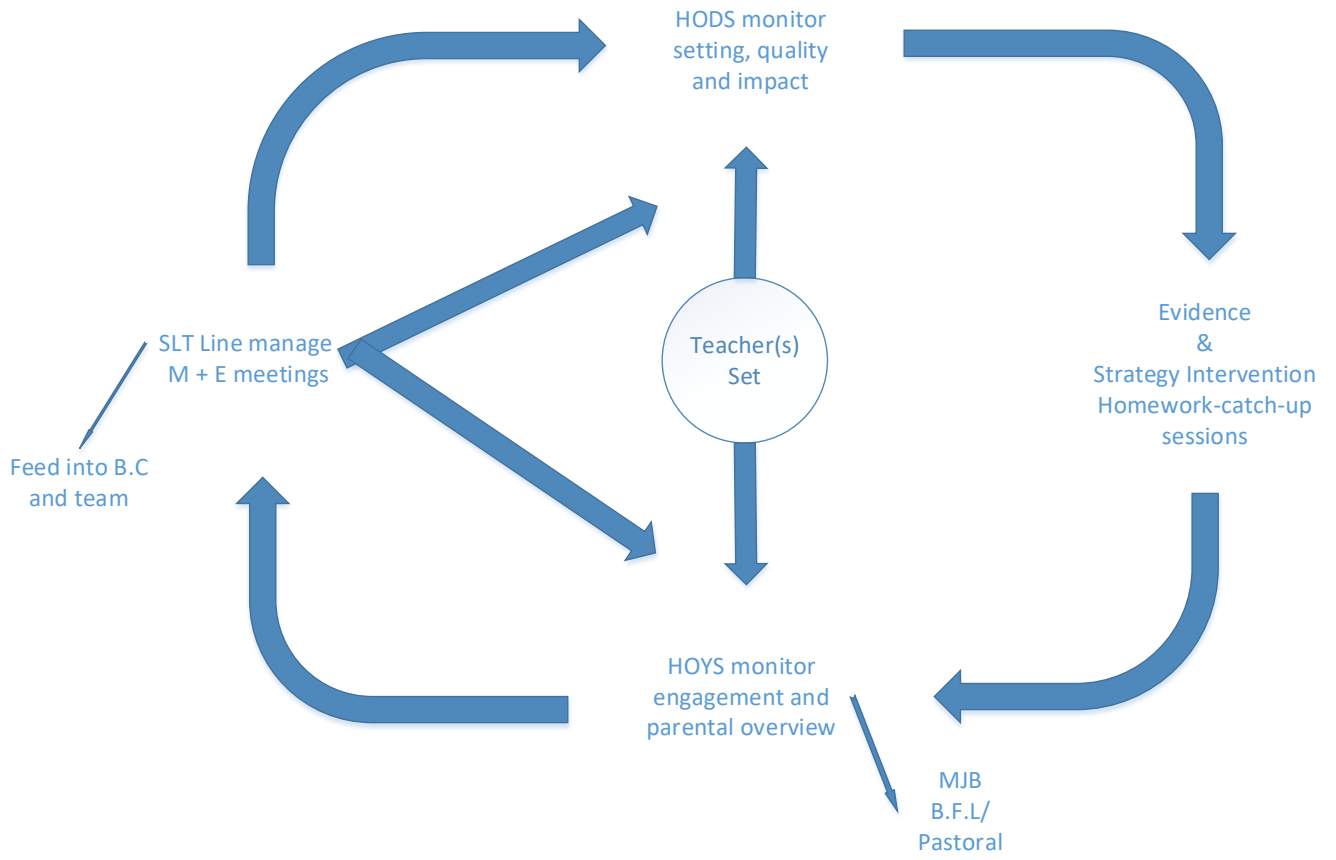 HODS monitor
setting, quality
and impact
Teacher(s)
Set
Evidence
&
Strategy Intervention
Homework-catch-up
sessions
SLT Line manage
M + E meetings
Feed into B.C
and team
HOYS monitor
engagement and
parental overview
MJB
B.F.L/
Pastoral